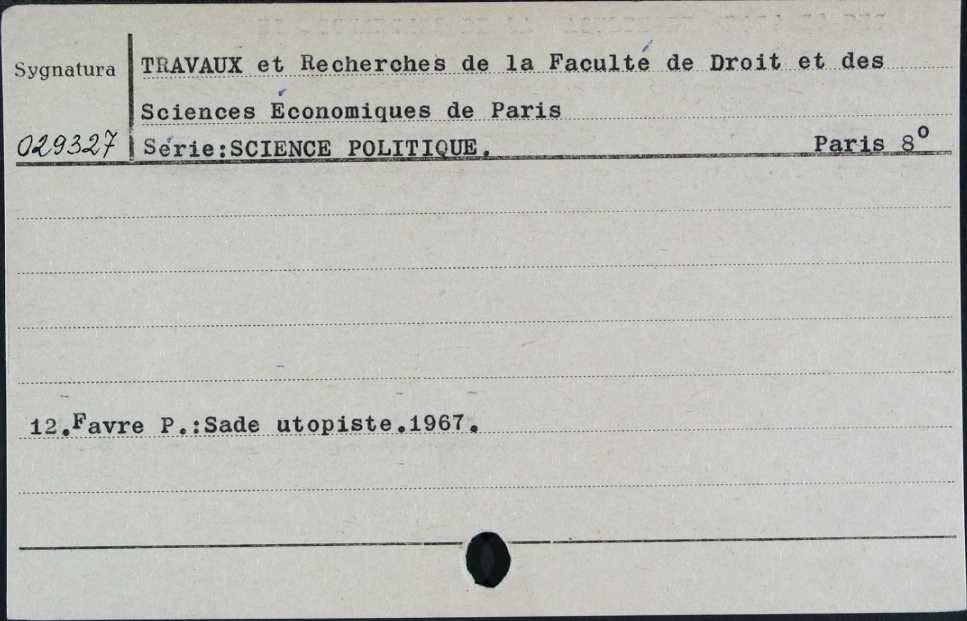 Sygnatura
TRAVAUX et Recherches de la Faculté de Droit et des
Sciences Économiques de Paris
029327
Série:SCIENCE POLITIQUE. Paris 8°
12.Favre P.:Sade utopiste.1967.